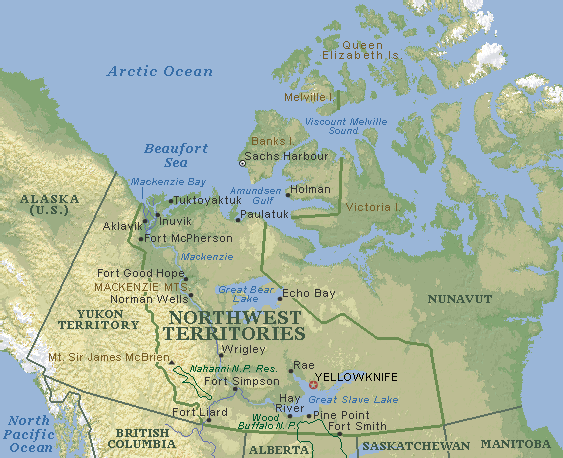 Queen
Elizabeth Is
Arctic Ocean
Melville I.
Viscount Melville
Sound
Banks I.
Beaufort
Sea
Sachs Harbour
Mackenzie Bay
Amundsen
Gulf
Holman
ALASKA
(U.S.)
Tuktoyaktuk
Victoria I.
Paulatuk
Inuvik
Aklavik
Fort McPherson
Mackenzie
Fort Good Hope
MACKENZIE MTS.
Norman Wells
Great Bear
Lake
Echo Bay
NUNAVUT
YUKON
TERRITORY
NORTHWEST
TERRITORIES
Wrigley
Mt. Sir James McBrien
Nahanni N.P. Res.
Rae
YELLOWKNIFE
Fort Simpson
Great Slave Lake
Hay
River
Fort Liard
Pine Point
Wood
Buffalo N.P.
Fort Smith
North
Pacific
Ocean
BRITISH
COLUMBIA
ALBERTA
SASKATCHEWAN
MANITOBA